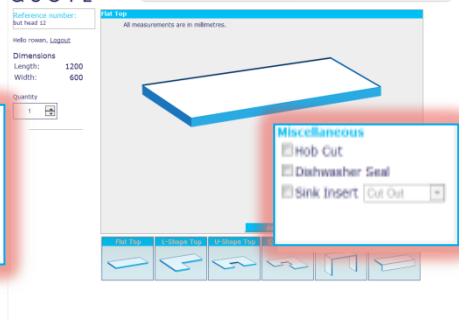 QUOTE
Reference number:
but head 12
Hello rowan, Logout
Dimensions
Length: 1200
Width: 600
Quantity
1
Flat Top
All measurements are in millimetres.
Miscellaneous
Hob Cut
Dishwasher Seal
Sink Insert Cut Out
Flat Top L-Shape Top U-Shape Top